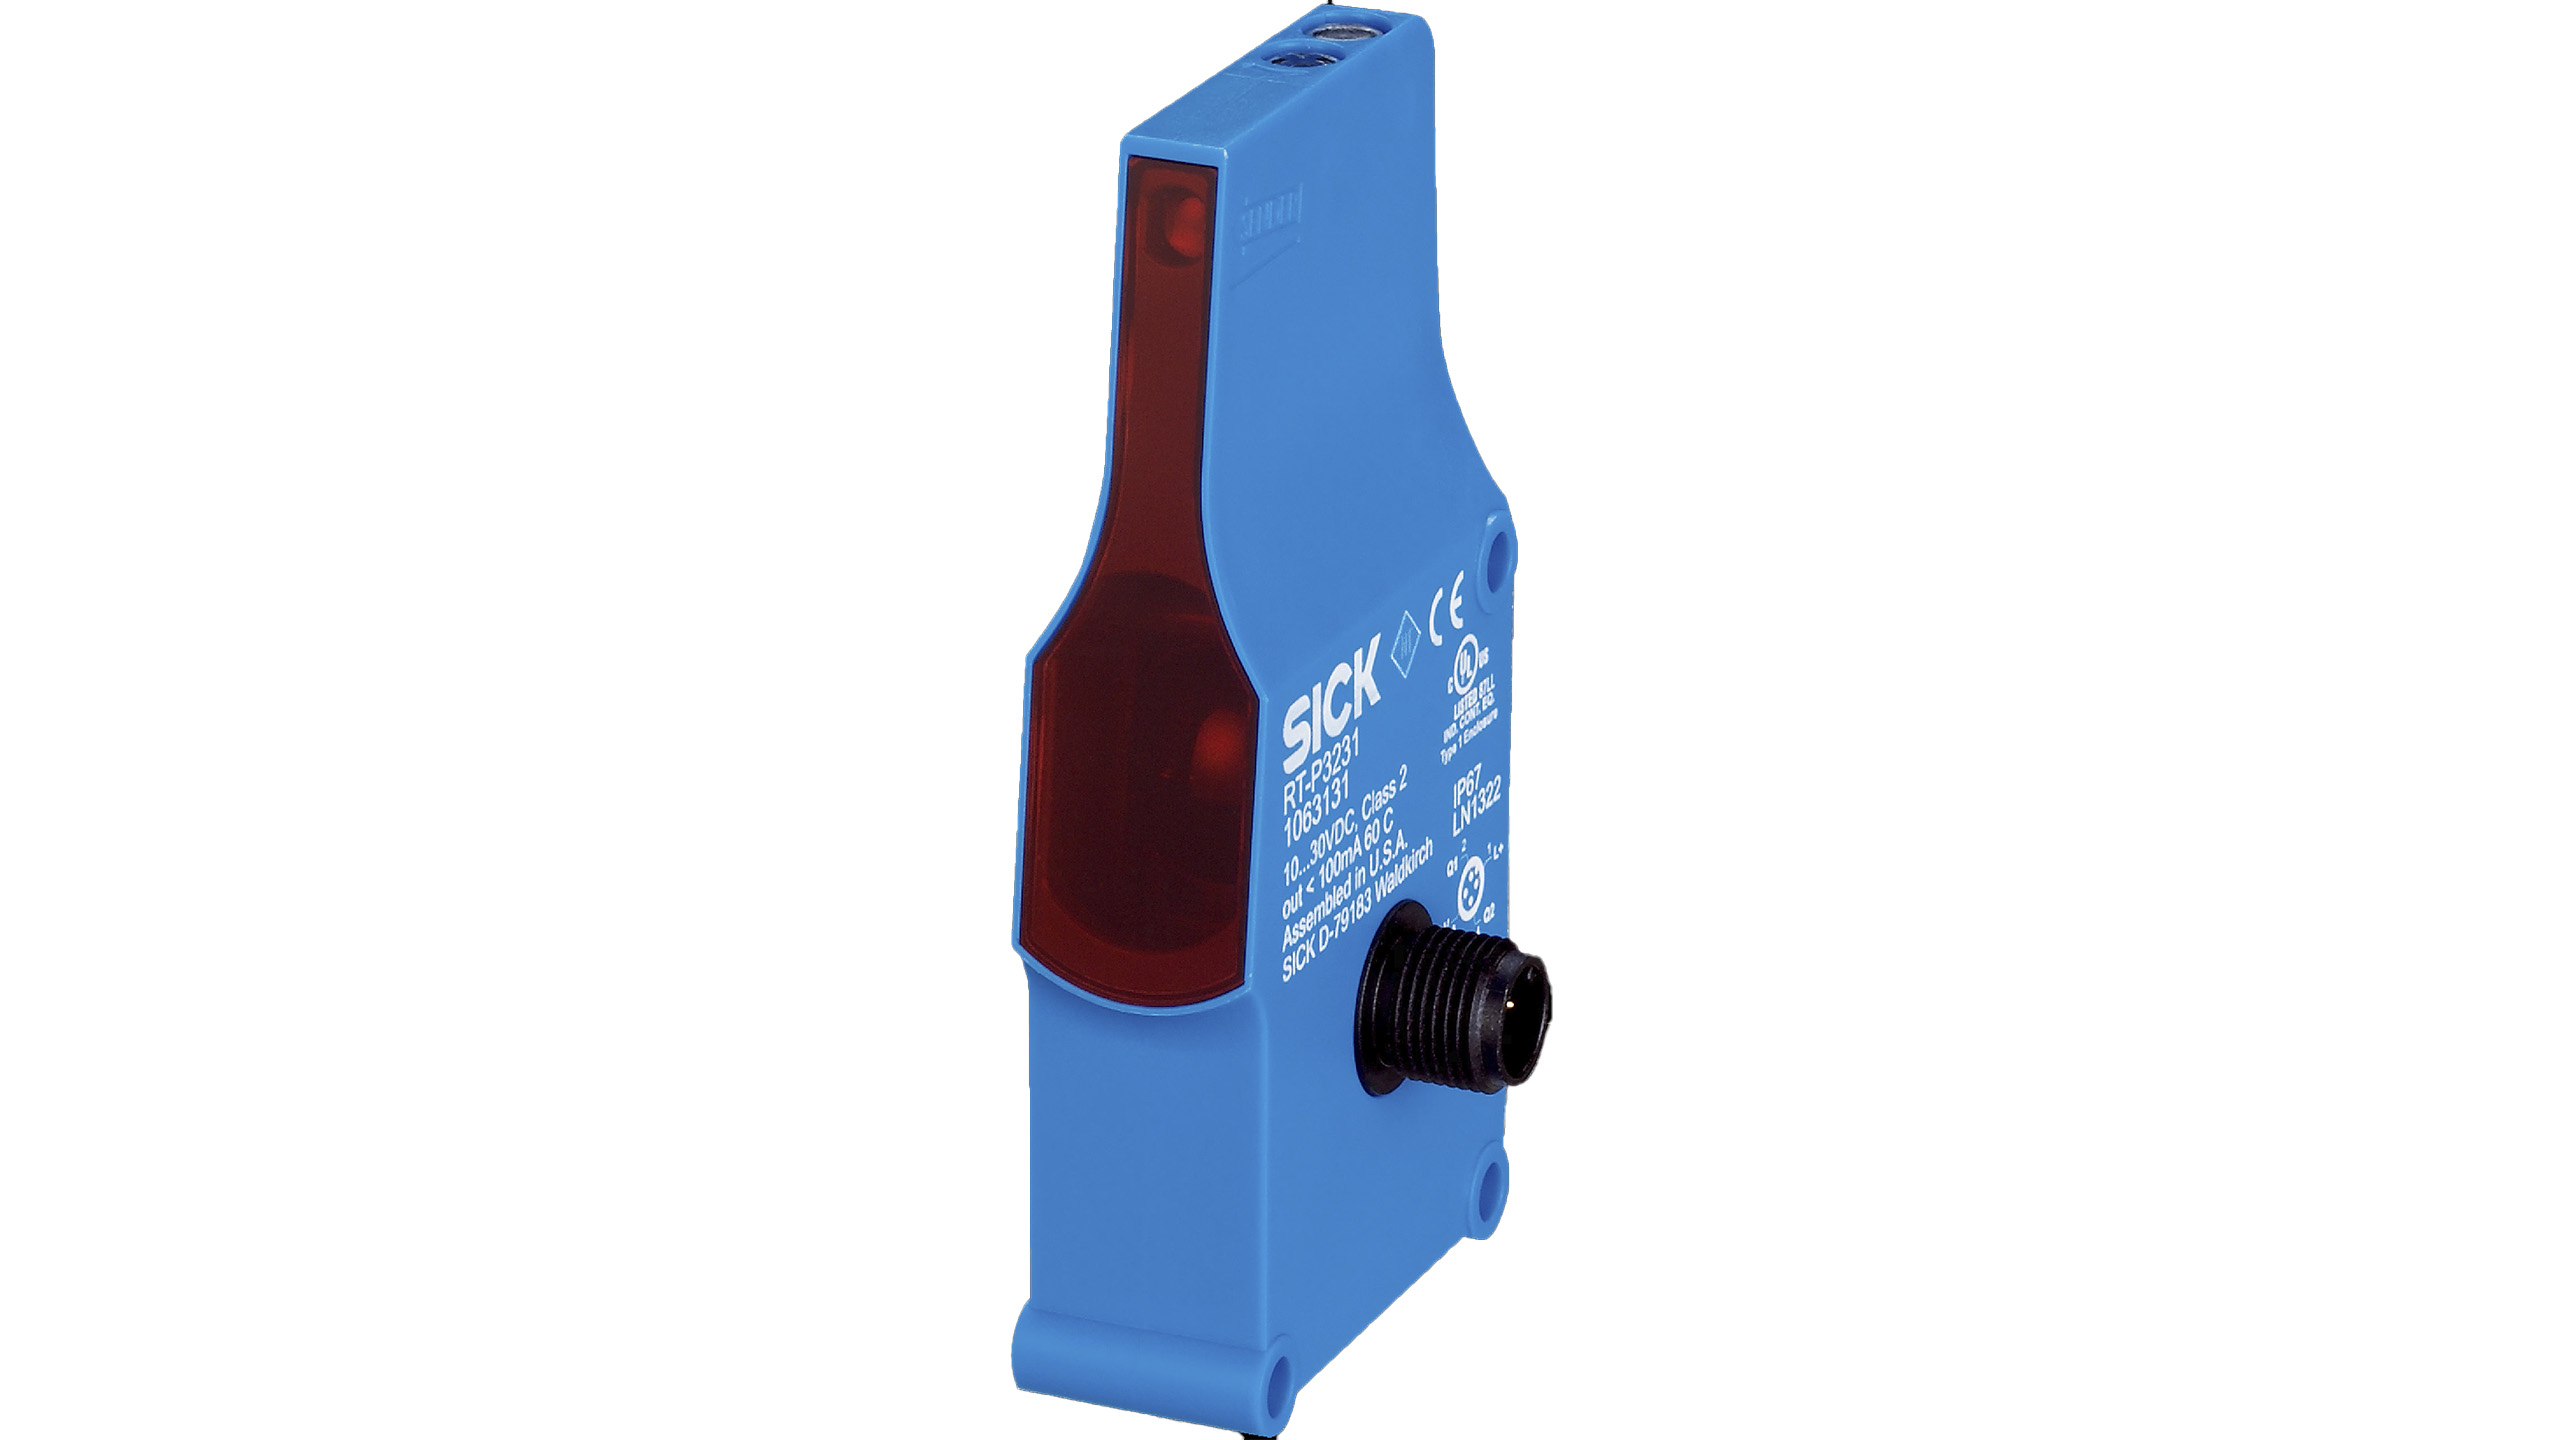 SICK
RT-P3231
1063131
10...30VDC, Class 2
out < 100mA 60 C
Assembled in U.S.A.
SICK D-79183 Waldkirch
CE
C UL US
LISTED 87LL
IND. CONT. EQ.
Type 1 Enclosure
IP67
LN1322
2 1 L+
Q1
Q2